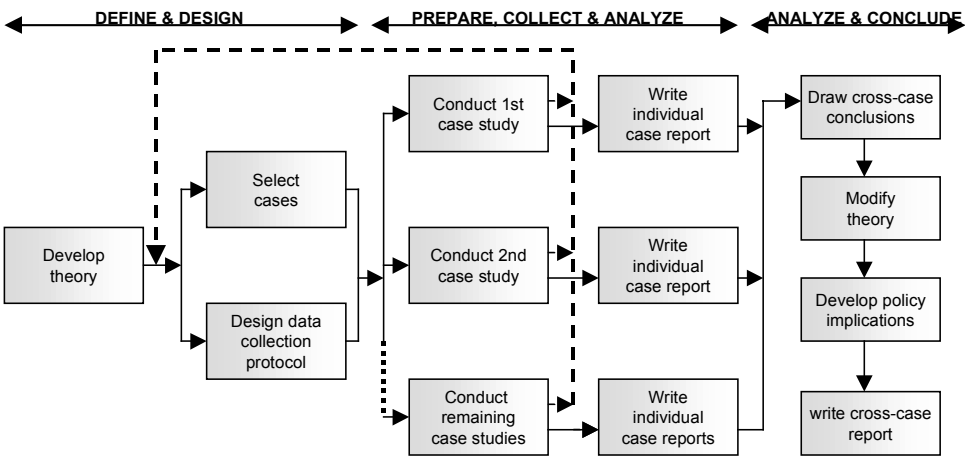 DEFINE & DESIGN
PREPARE, COLLECT & ANALYZE
ANALYZE & CONCLUDE
Develop
theory
Select
cases
Design data
collection
protocol
Conduct 1st
case study
Write
individual
case report
Conduct 2nd
case study
Write
individual
case report
Conduct
remaining
case studies
Write
individual
case reports
Draw cross-case
conclusions
Modify
theory
Develop policy
implications
write cross-case
report